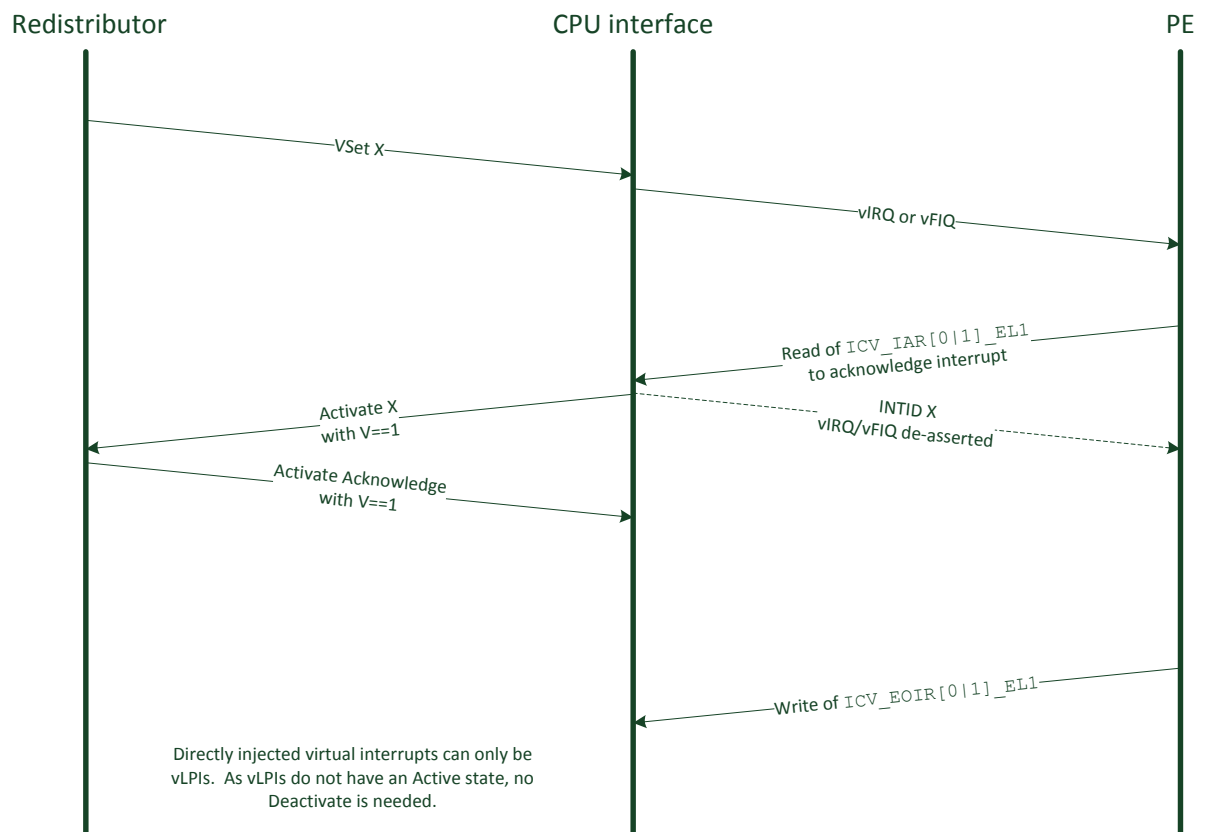 Redistributor
CPU interface
PE
VSet X
vIRQ or vFIQ
Read of ICV_IAR[0|1]_EL1
to acknowledge interrupt
Activate X
with V==1
INTID X
vIRQ/vFIQ de-asserted
Activate Acknowledge
with V==1
Write of ICV_EOIR[0|1]_EL1
Directly injected virtual interrupts can only be
vLPIs. As vLPIs do not have an Active state, no
Deactivate is needed.